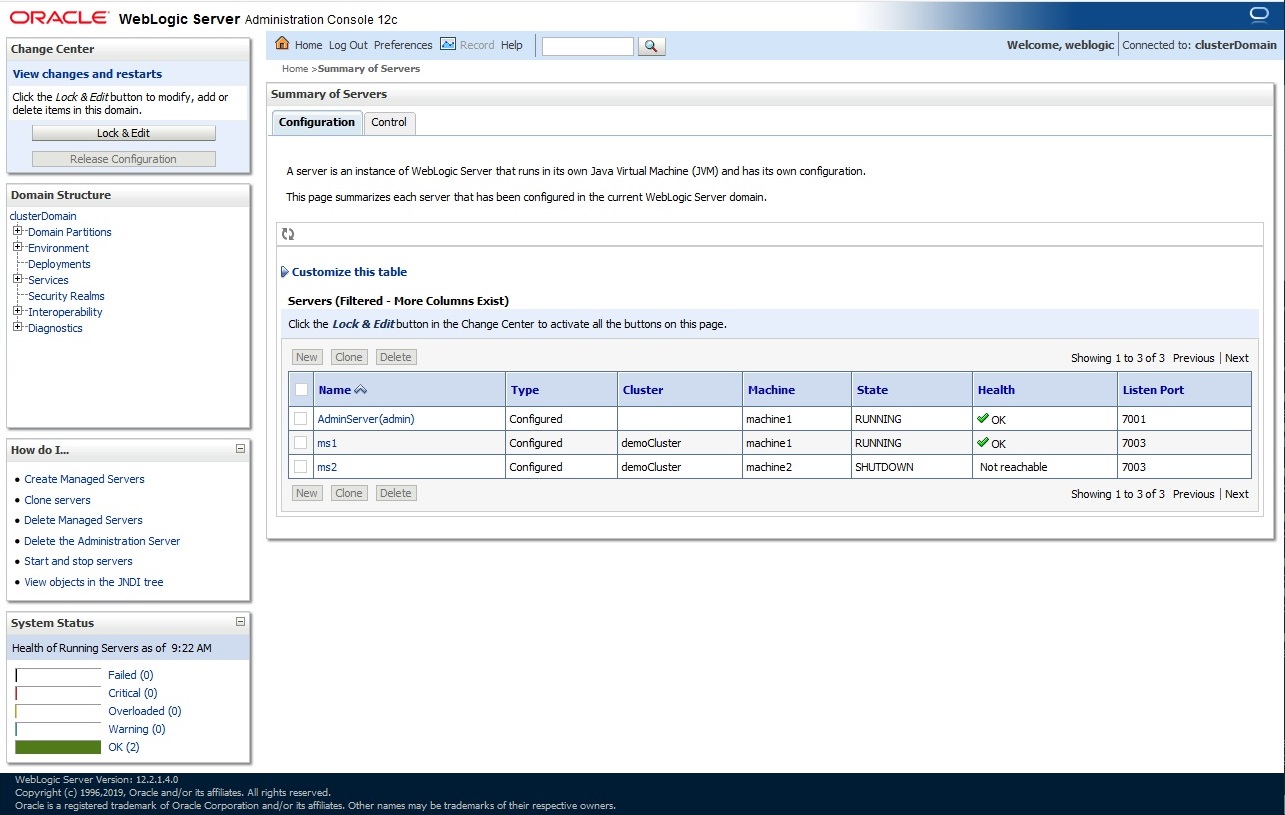 ORACLE WebLogic Server Administration Console 12c
Change Center
View changes and restarts
Click the Lock & Edit button to modify, add or
delete items in this domain.
Lock & Edit
Release Configuration
Domain Structure
clusterDomain
Domain Partitions
Environment
Deployments
Services
Security Realms
Interoperability
Diagnostics
How do I...
Create Managed Servers
Clone servers
Delete Managed Servers
Delete the Administration Server
Start and stop servers
View objects in the JNDI tree
System Status
Health of Running Servers as of 9:22 AM
Failed (0)
Critical (0)
Overloaded (0)
Warning (0)
OK (2)
Home Log Out Preferences Record Help
Welcome, weblogic Connected to: clusterDomain
Home >Summary of Servers
Summary of Servers
Configuration Control
A server is an instance of WebLogic Server that runs in its own Java Virtual Machine (JVM) and has its own configuration.
This page summarizes each server that has been configured in the current WebLogic Server domain.
Customize this table
Servers (Filtered - More Columns Exist)
Click the Lock & Edit button in the Change Center to activate all the buttons on this page.
New Clone Delete Showing 1 to 3 of 3 Previous | Next
Name Type Cluster Machine State Health Listen Port
AdminServer(admin) Configured machine1 RUNNING OK 7001
ms1 Configured demoCluster machine1 RUNNING OK 7003
ms2 Configured demoCluster machine2 SHUTDOWN Not reachable 7003
New Clone Delete Showing 1 to 3 of 3 Previous | Next
WebLogic Server Version: 12.2.1.4.0
Copyright (c) 1996,2019, Oracle and/or its affiliates. All rights reserved.
Oracle is a registered trademark of Oracle Corporation and/or its affiliates. Other names may be trademarks of their respective owners.